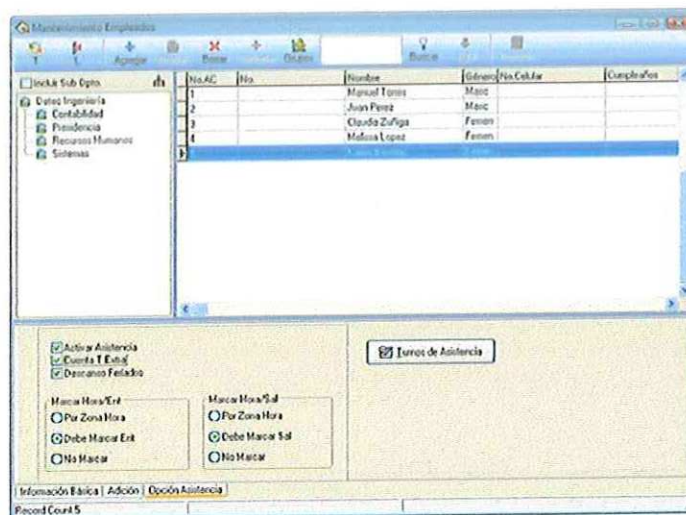 Mantenimiento Empleados
Agregar
Borrar
Grupos
Buscar
Incluir Sub Dpto.
Datos Ingeniería
Contabilidad
Presidencia
Recursos Humanos
Sistemas
No.AC No. Nombre Género No.Celular Cumpleaños
1 Manuel Torres Masc
2 Juan Perez Masc
3 Claudia Zuñiga Femen
4 Melissa Lopez Femen
Activar Asistencia
Cuenta T Extra
Descanso Feriados
Marcar Hora/Ent
Por Zona Hora
Debe Marcar Ent
No Marcar
Marcar Hora/Sal
Por Zona Hora
Debe Marcar Sal
No Marcar
Turnos de Asistencia
Información Básica Adición Opción Asistencia
Record Count 5